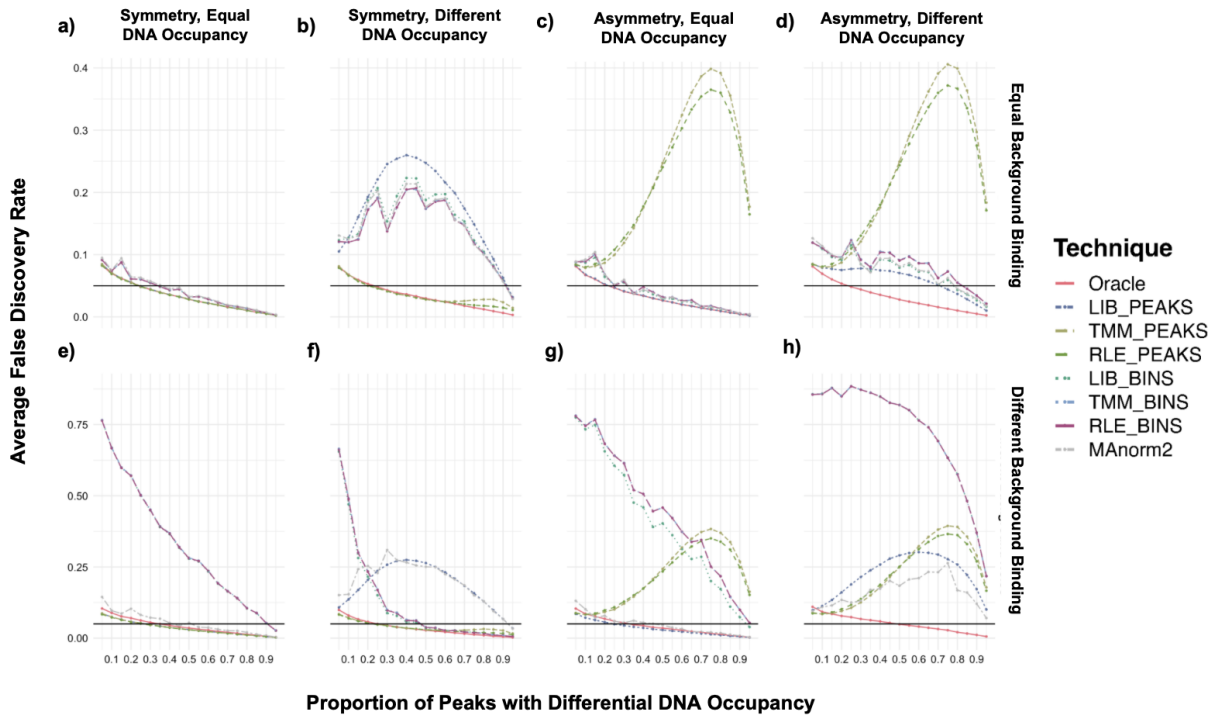 a) Symmetry, Equal
DNA Occupancy
b) Symmetry, Different
DNA Occupancy
c) Asymmetry, Equal
DNA Occupancy
d) Asymmetry, Different
DNA Occupancy
0.4
0.3
0.2
0.1
0.0
Equal Background Binding
Average False Discovery Rate
e)
f)
g)
h)
0.75
0.50
0.25
0.00
Different Background Binding
0.1 0.2 0.3 0.4 0.5 0.6 0.7 0.8 0.9
0.1 0.2 0.3 0.4 0.5 0.6 0.7 0.8 0.9
0.1 0.2 0.3 0.4 0.5 0.6 0.7 0.8 0.9
0.1 0.2 0.3 0.4 0.5 0.6 0.7 0.8 0.9
Proportion of Peaks with Differential DNA Occupancy
Technique
Oracle
LIB_PEAKS
TMM_PEAKS
RLE_PEAKS
LIB_BINS
TMM_BINS
RLE_BINS
MAnorm2